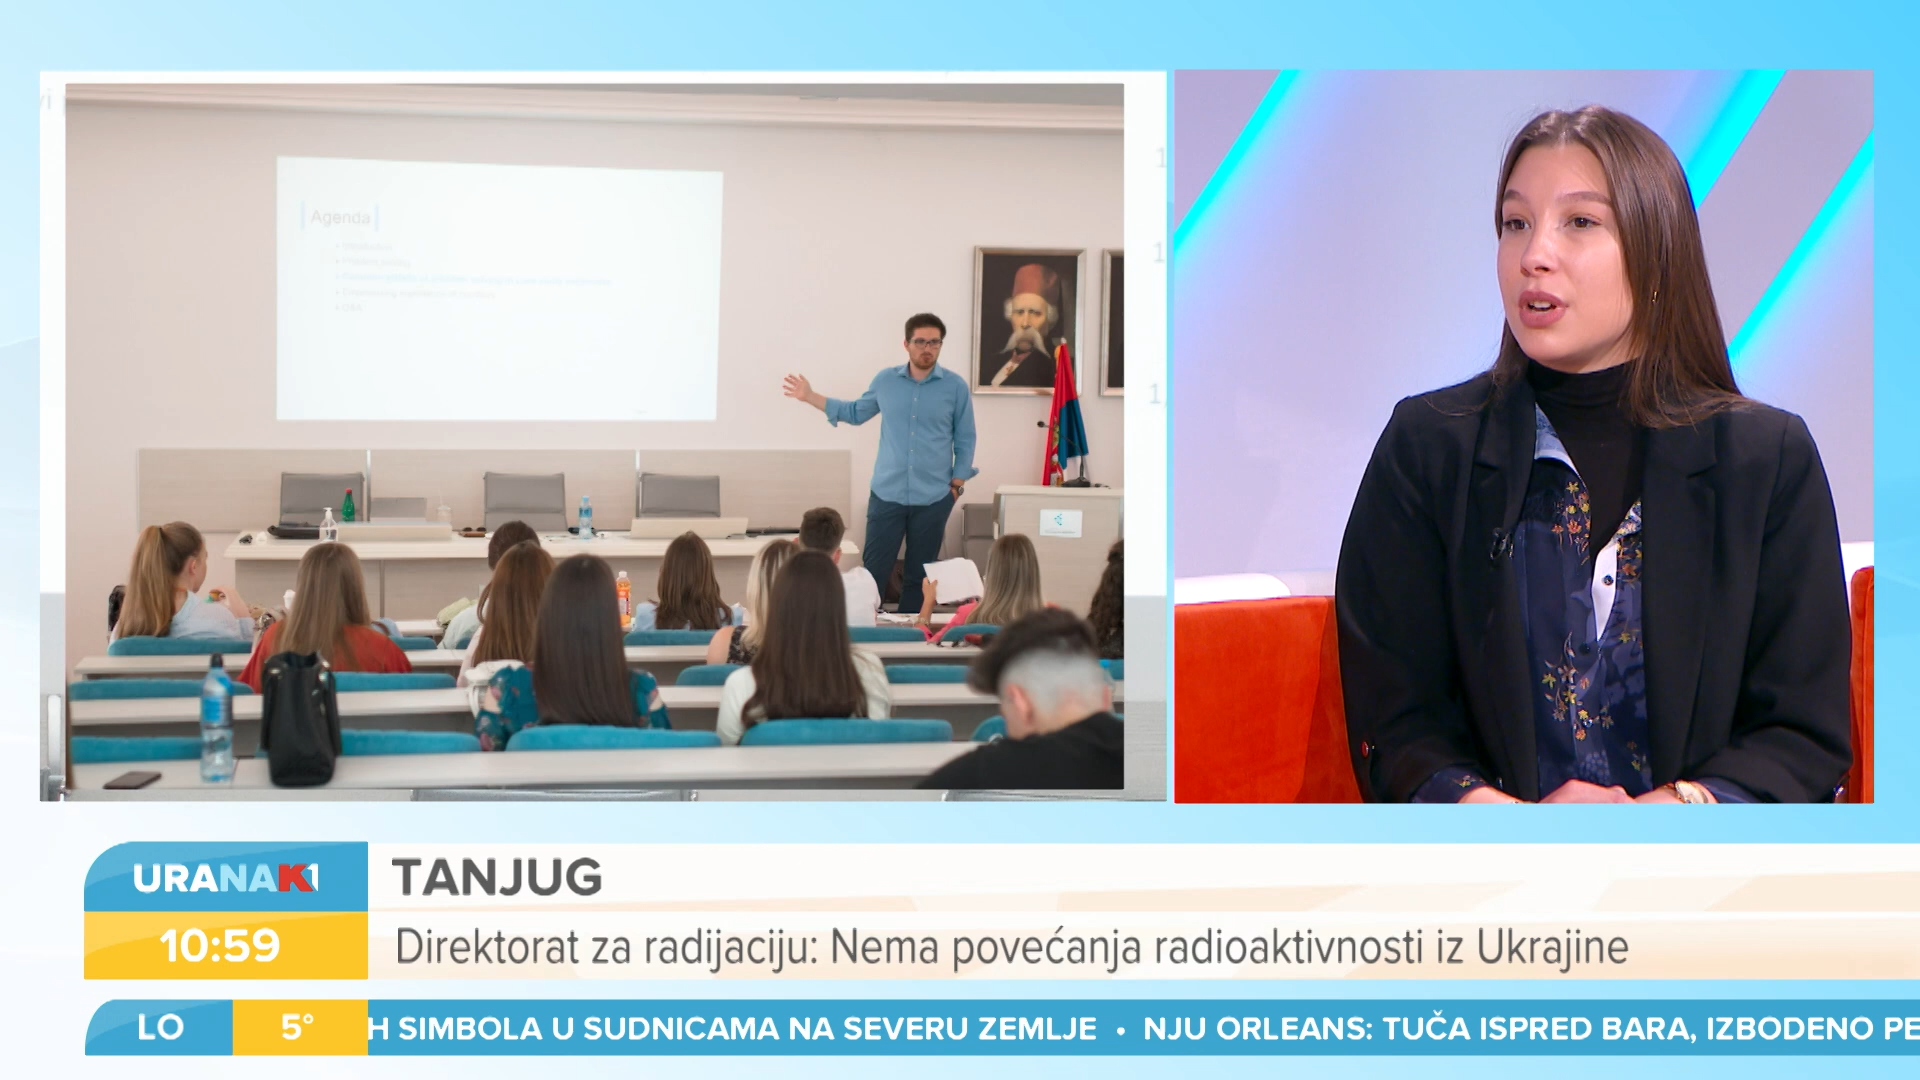 Agenda
URANAK1
TANJUG
10:59
Direktorat za radijaciju: Nema povećanja radioaktivnosti iz Ukrajine
LO
5°
H SIMBOLA U SUDNICAMA NA SEVERU ZEMLJE • NJU ORLEANS: TUČA ISPRED BARA, IZBODENO PE